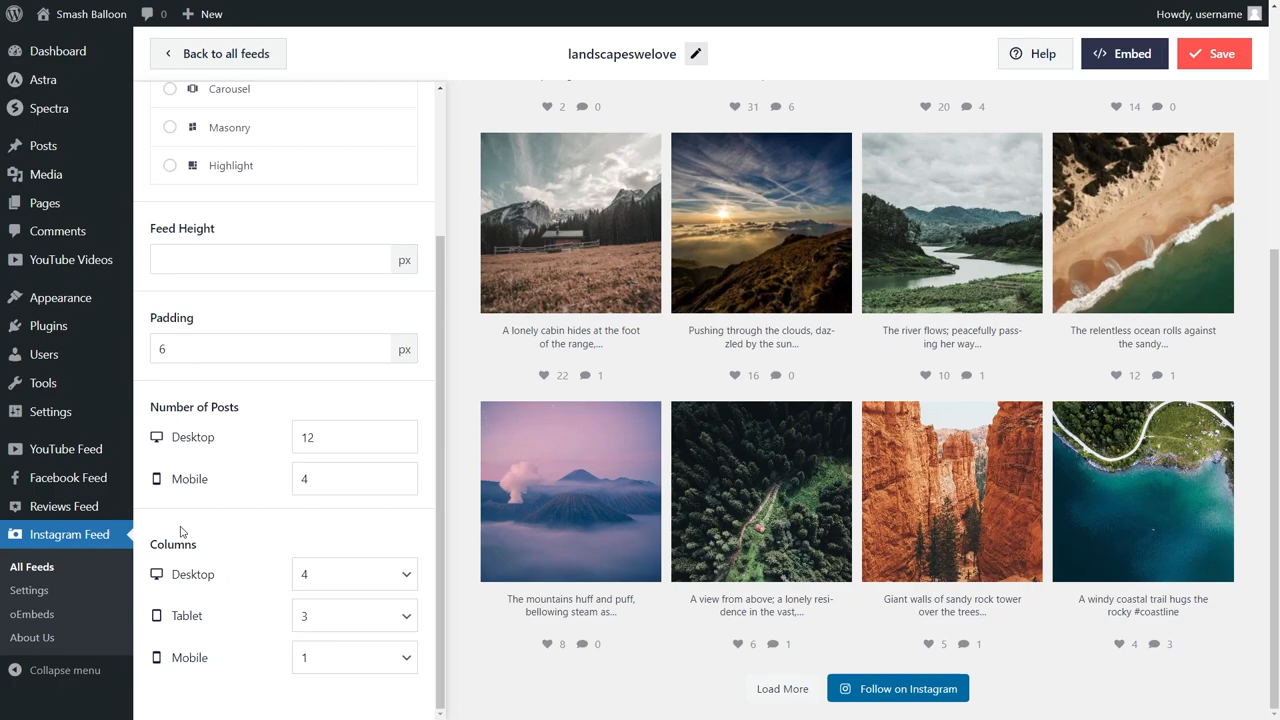 Smash Balloon
0
New
Howdy, username
Dashboard
Astra
Spectra
Posts
Media
Pages
Comments
YouTube Videos
Appearance
Plugins
Users
Tools
Settings
YouTube Feed
Facebook Feed
Reviews Feed
Instagram Feed
All Feeds
Settings
oEmbeds
About Us
Collapse menu
Back to all feeds
landscapeswelove
Help
Embed
Save
Carousel
Masonry
Highlight
Feed Height
px
Padding
6 px
Number of Posts
Desktop 12
Mobile 4
Columns
Desktop 4
Tablet 3
Mobile 1
2 0
31 6
20 4
14 0
A lonely cabin hides at the foot
of the range,...
22 1
Pushing through the clouds, daz-
zled by the sun...
16 0
The river flows; peacefully pass-
ing her way...
10 1
The relentless ocean rolls against
the sandy...
12 1
The mountains huff and puff,
bellowing steam as...
8 0
A view from above; a lonely resi-
dence in the vast,...
6 1
Giant walls of sandy rock tower
over the trees...
5 1
A windy coastal trail hugs the
rocky #coastline
4 3
Load More
Follow on Instagram